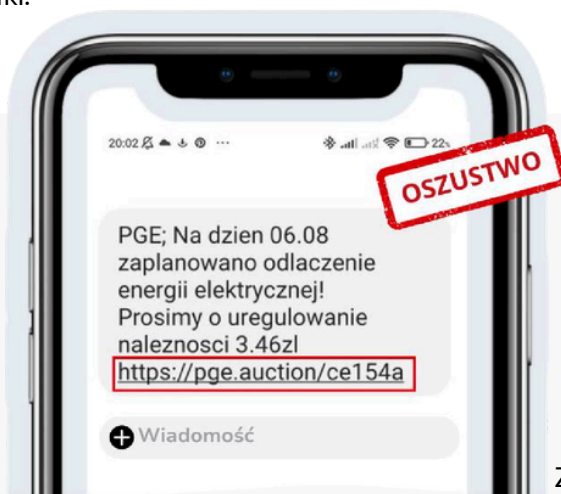 20:02
22%
OSZUSTWO
PGE; Na dzien 06.08
zaplanowano odlaczenie
energii elektrycznej!
Prosimy o uregulowanie
naleznosci 3.46zl
https://pge.auction/ce154a
Wiadomość